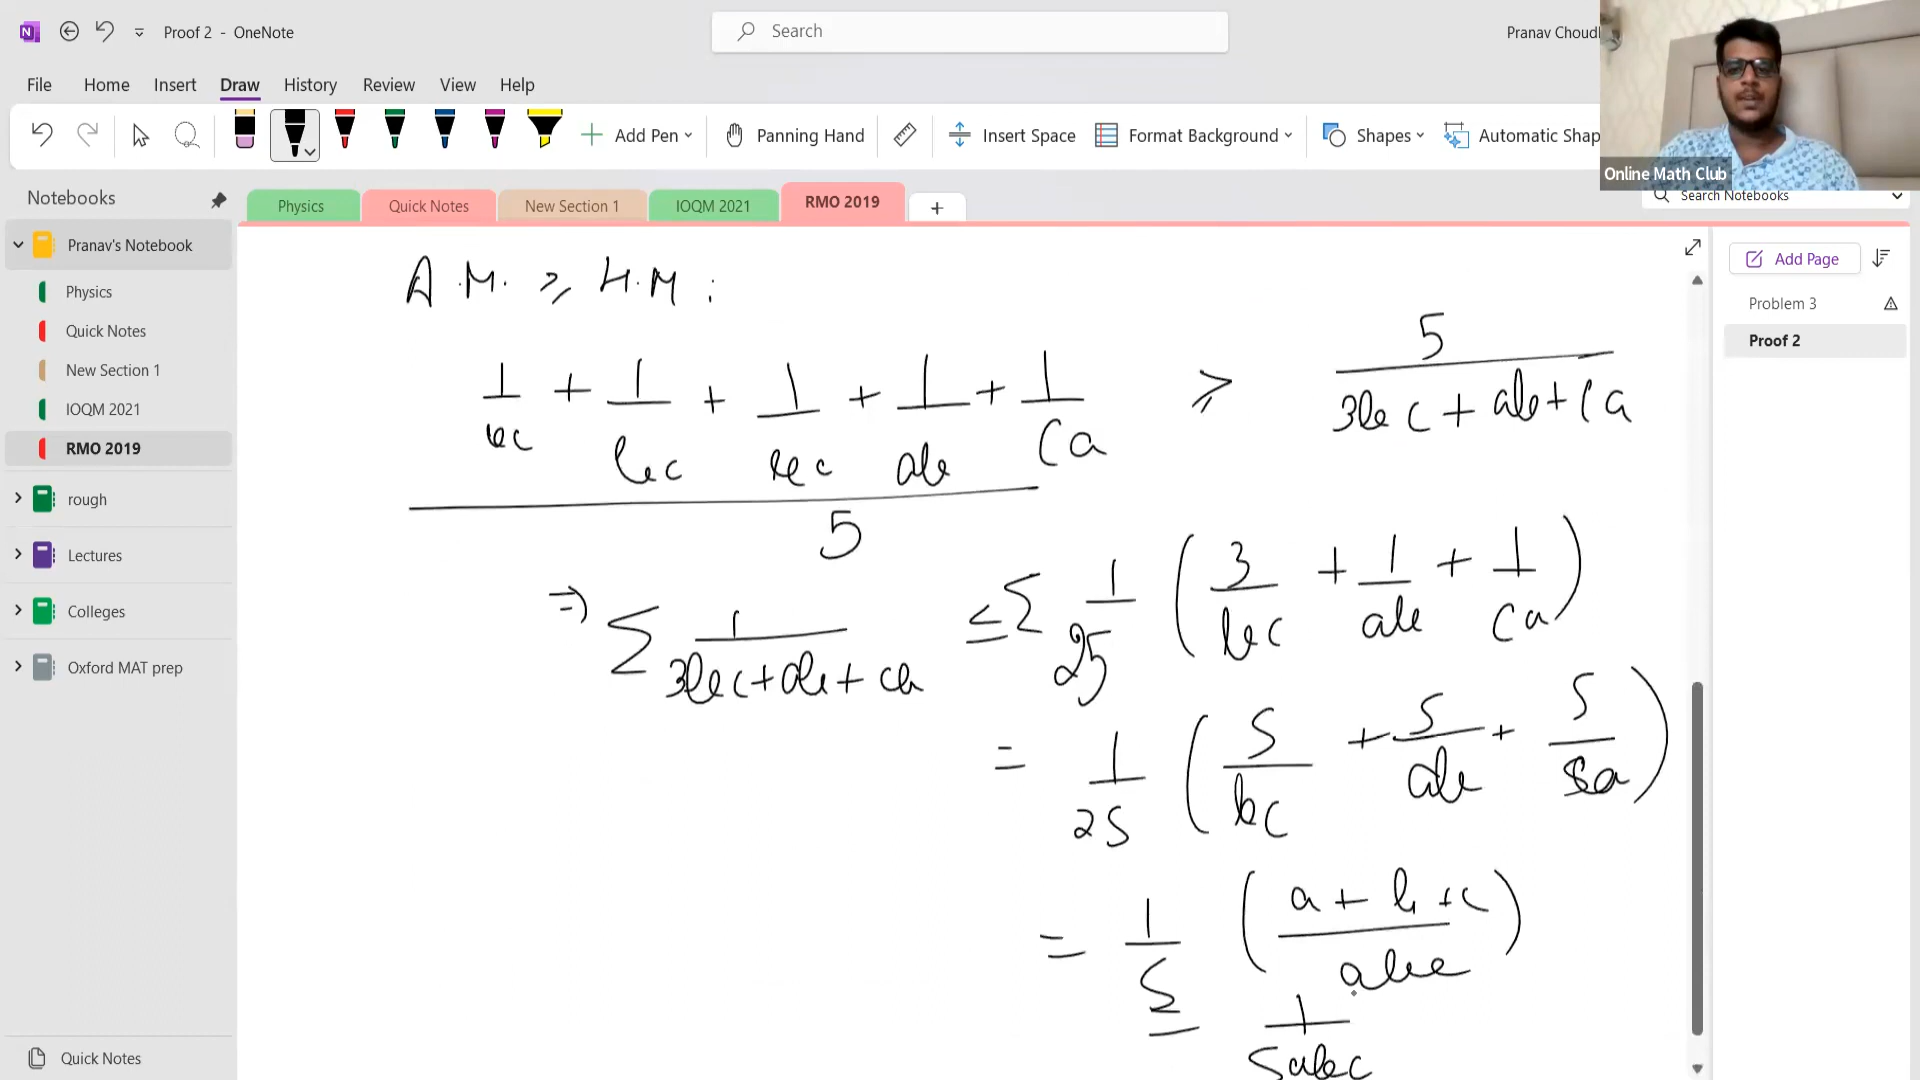 Proof 2 - OneNote
Search
Pranav Choud
File Home Insert Draw History Review View Help
Add Pen
Panning Hand
Insert Space
Format Background
Shapes
Automatic Shap
Online Math Club
Notebooks
Physics Quick Notes New Section 1 IOQM 2021 RMO 2019 +
Search Notebooks
Pranav's Notebook
Physics
Quick Notes
New Section 1
IOQM 2021
RMO 2019
rough
Lectures
Colleges
Oxford MAT prep
Quick Notes
Add Page
Problem 3
Proof 2
A.M. ≥ H.M :
1/bc + 1/bc + 1/bc + 1/ab + 1/ca
5
≥ 5/(3bc + ab + ca)
⇒ Σ 1/(3bc + ab + ca) ≤ Σ 1/25 (3/bc + 1/ab + 1/ca)
= 1/25 (5/bc + 5/ab + 5/ca)
= 1/5 (a + b + c / abc)
= 1/5abc